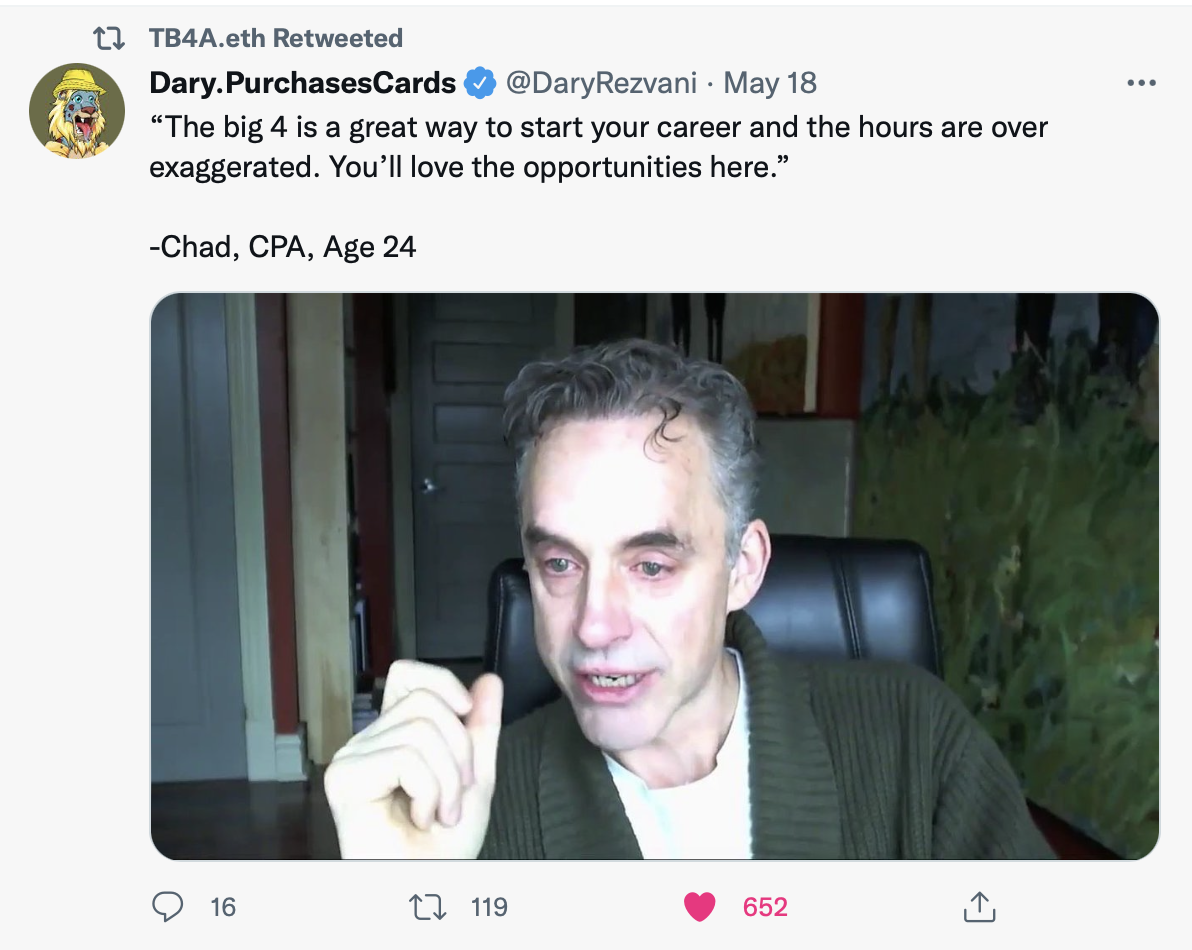 TB4A.eth Retweeted
Dary.PurchasesCards @DaryRezvani · May 18
“The big 4 is a great way to start your career and the hours are over
exaggerated. You’ll love the opportunities here.”
-Chad, CPA, Age 24
16 119 652